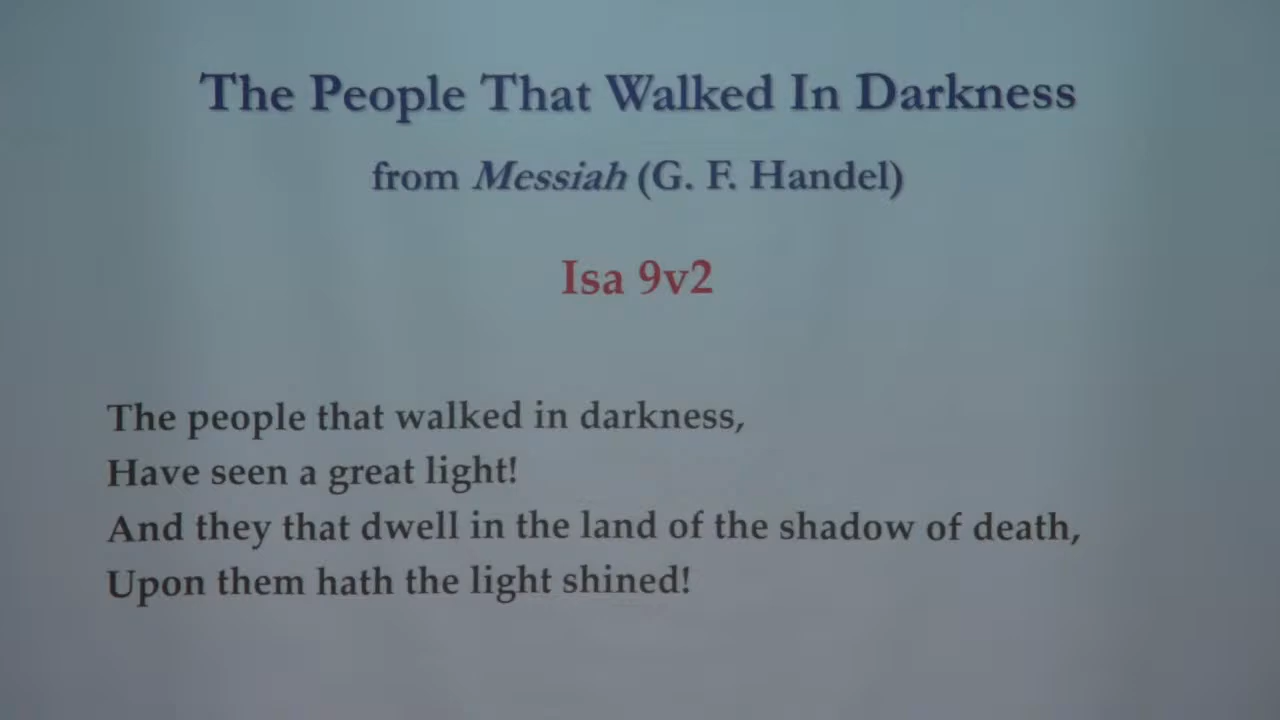 The People That Walked In Darkness
from Messiah (G. F. Handel)
Isa 9v2
The people that walked in darkness,
Have seen a great light!
And they that dwell in the land of the shadow of death,
Upon them hath the light shined!